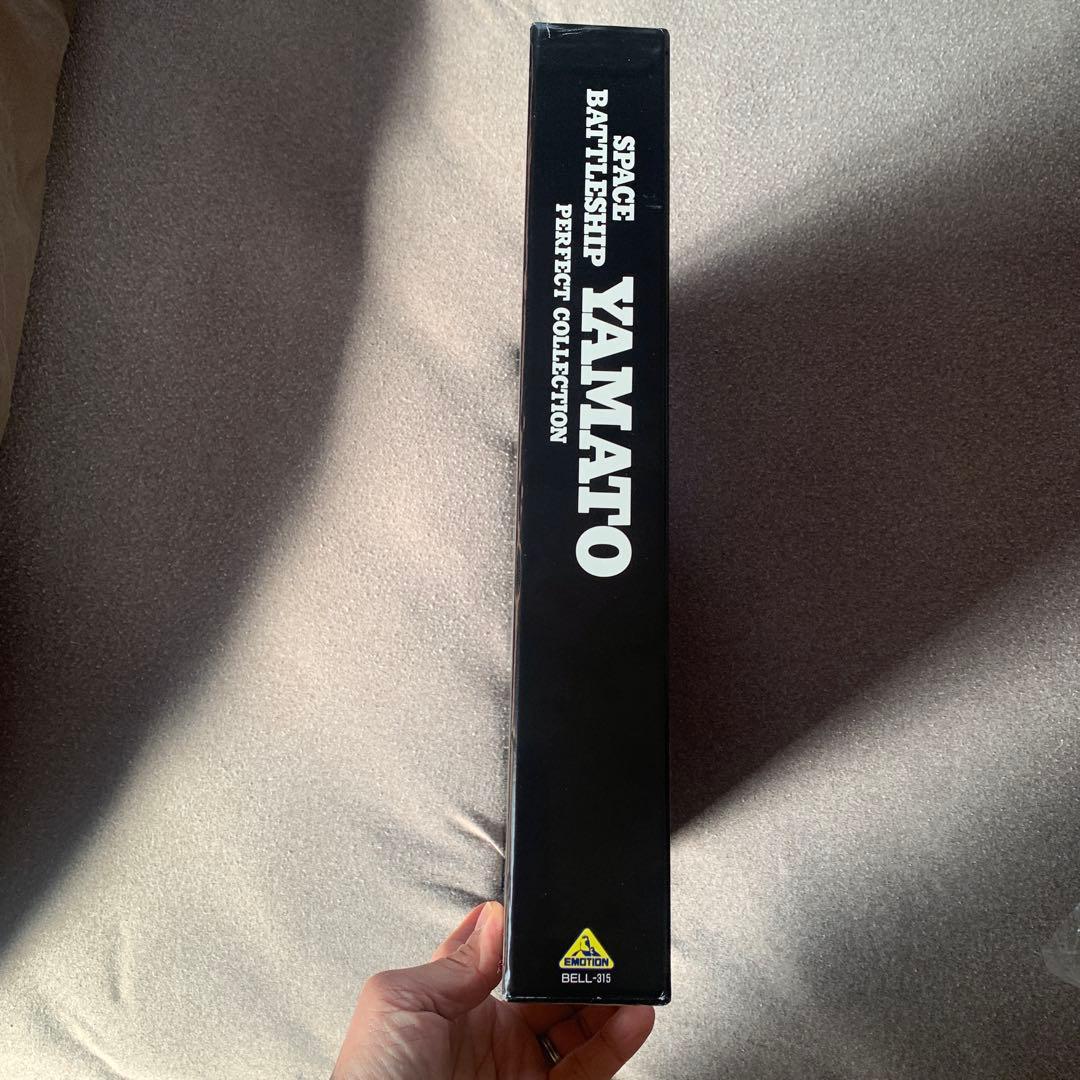 SPACE
BATTLESHIP
YAMATO
PERFECT COLLECTION
EMOTION
BELL-315